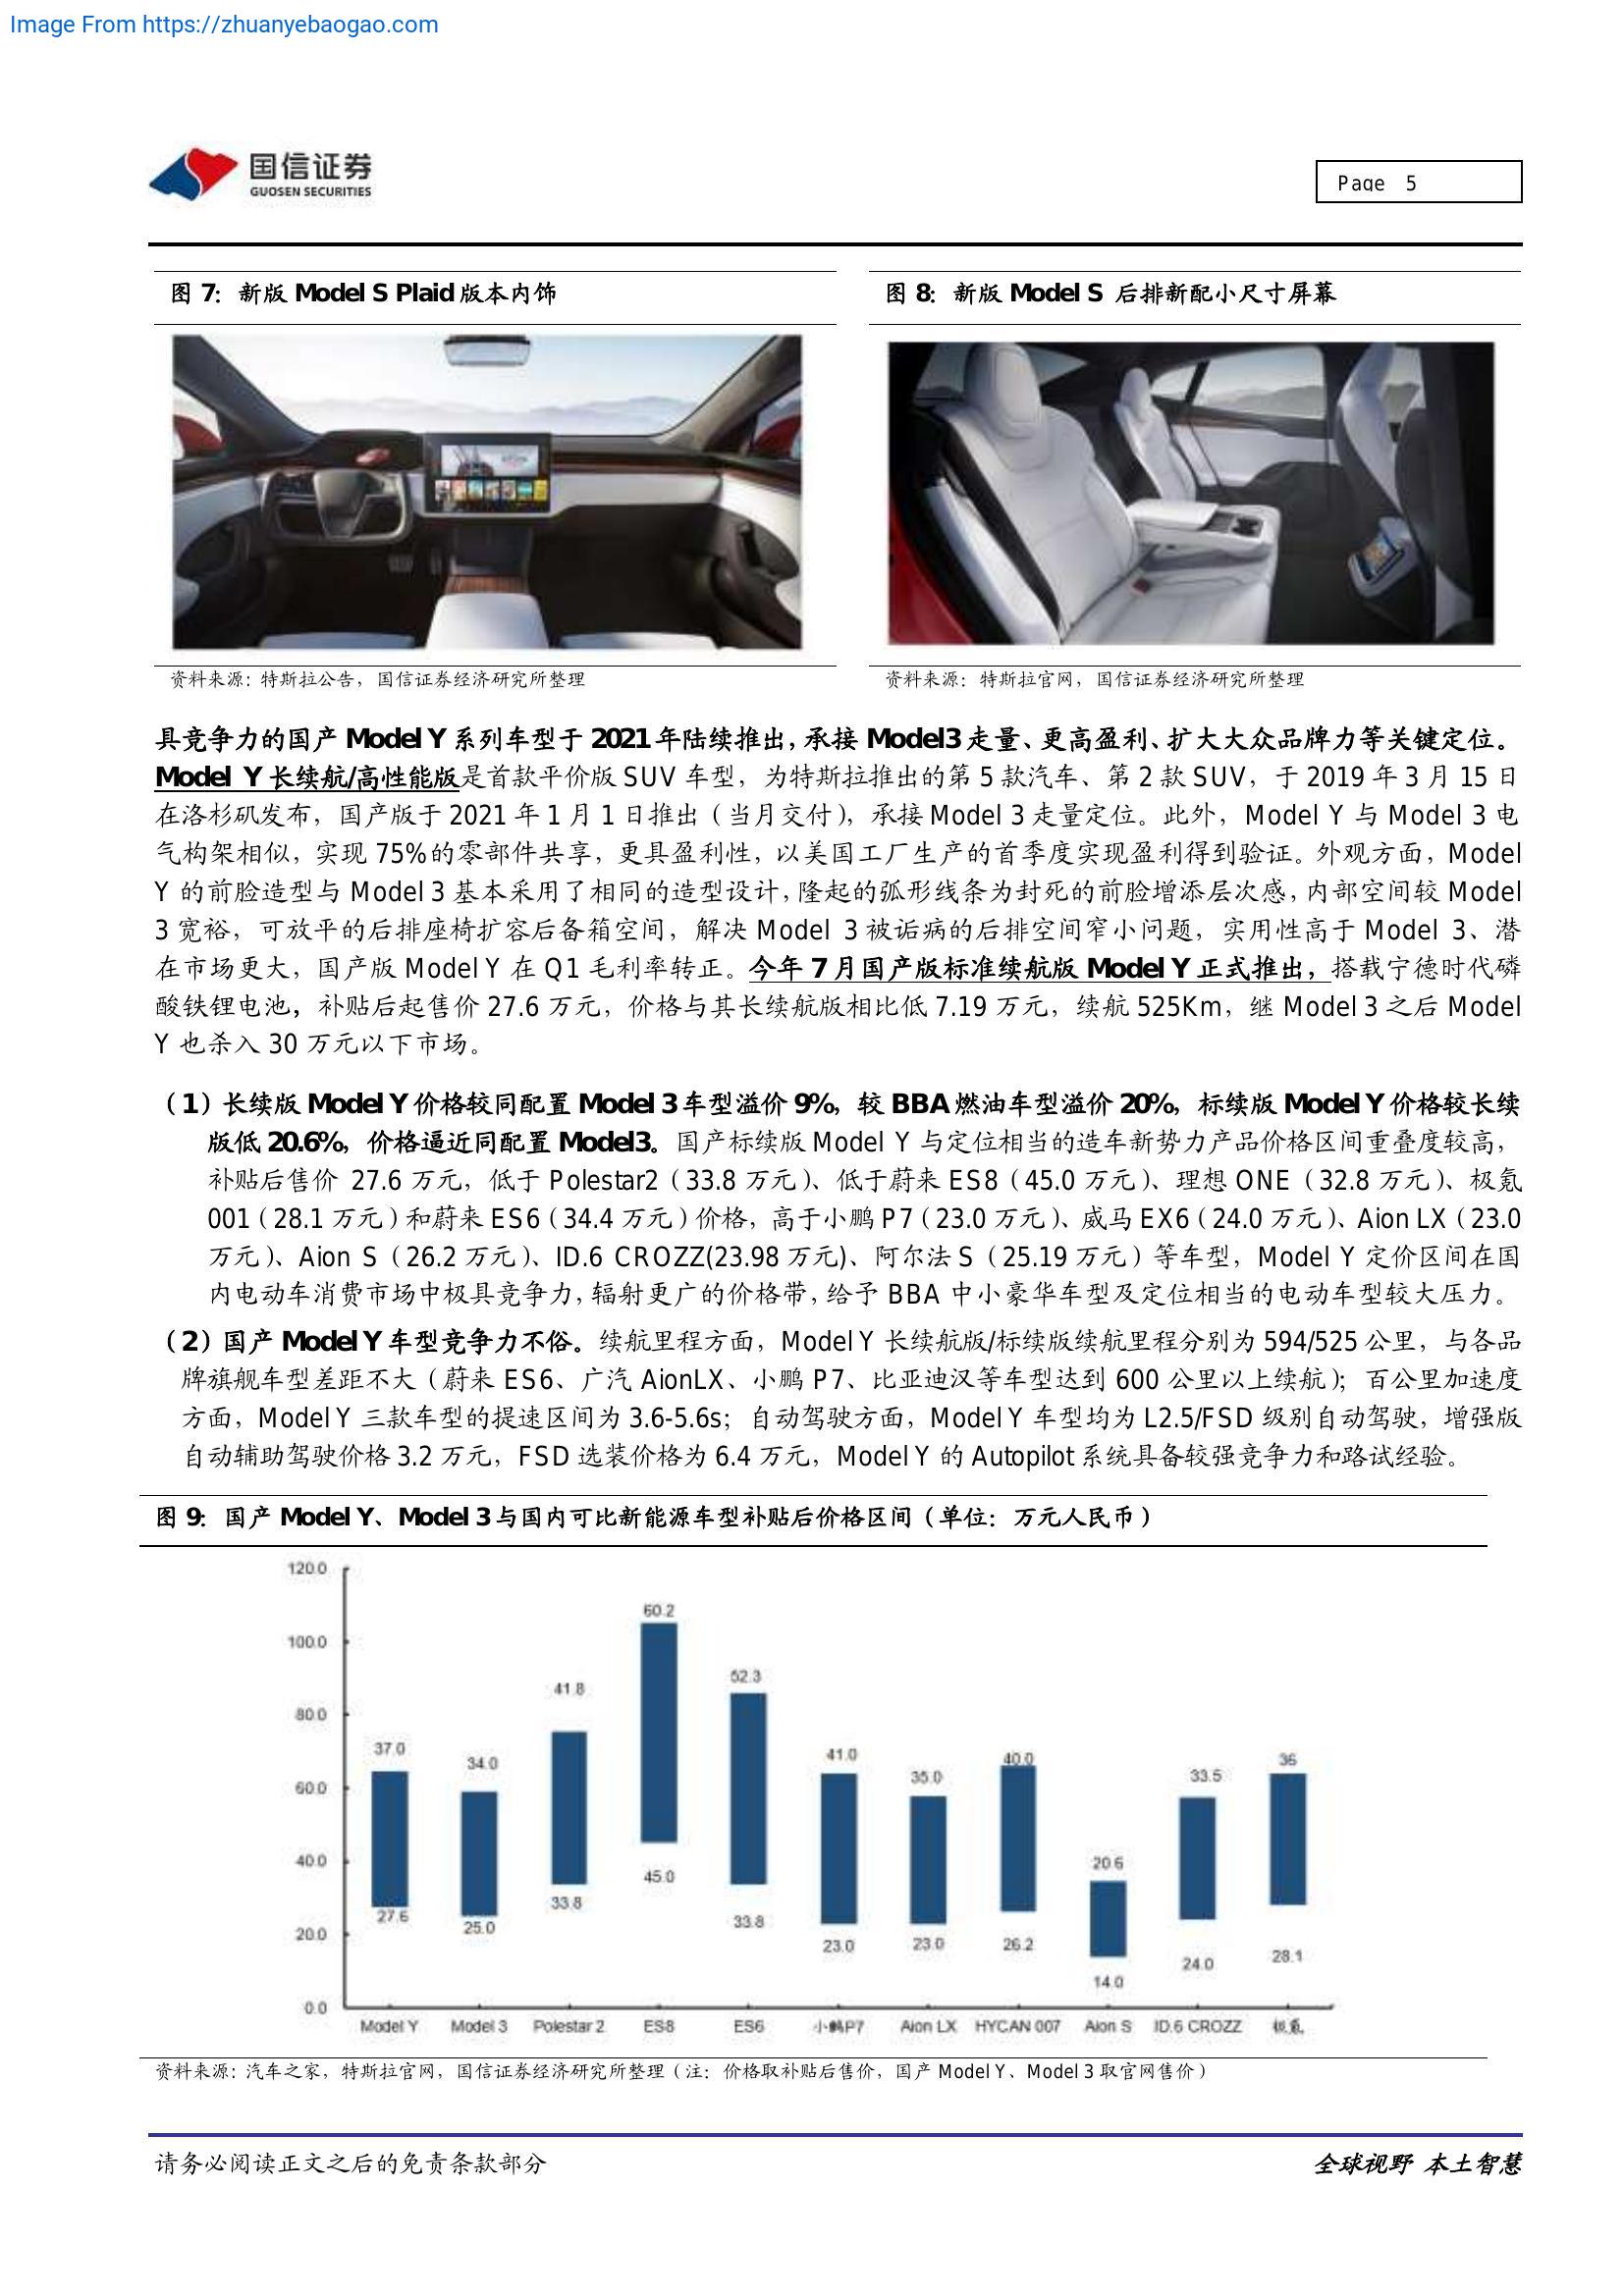 Image From https://zhuanyebaogao.com
国信证券
GUOSEN SECURITIES
Page 5
图 7：新版 Model S Plaid 版本内饰
图 8：新版 Model S 后排新配小尺寸屏幕
资料来源：特斯拉公告，国信证券经济研究所整理
资料来源：特斯拉官网，国信证券经济研究所整理
具竞争力的国产 Model Y 系列车型于 2021 年陆续推出，承接 Model3 走量、更高盈利、扩大大众品牌力等关键定位。
Model Y 长续航/高性能版是首款平价版 SUV 车型，为特斯拉推出的第 5 款汽车、第 2 款 SUV，于 2019 年 3 月 15 日
在洛杉矶发布，国产版于 2021 年 1 月 1 日推出（当月交付），承接 Model 3 走量定位。此外，Model Y 与 Model 3 电
气构架相似，实现 75%的零部件共享，更具盈利性，以美国工厂生产的首季度实现盈利得到验证。外观方面，Model
Y 的前脸造型与 Model 3 基本采用了相同的造型设计，隆起的弧形线条为封死的前脸增添层次感，内部空间较 Model
3 宽裕，可放平的后排座椅扩容后备箱空间，解决 Model 3 被诟病的后排空间窄小问题，实用性高于 Model 3、潜
在市场更大，国产版 Model Y 在 Q1 毛利率转正。今年 7 月国产版标准续航版 Model Y 正式推出，搭载宁德时代磷
酸铁锂电池，补贴后起售价 27.6 万元，价格与其长续航版相比低 7.19 万元，续航 525Km，继 Model 3 之后 Model
Y 也杀入 30 万元以下市场。
（1）长续版 Model Y 价格较同配置 Model 3 车型溢价 9%，较 BBA 燃油车型溢价 20%，标续版 Model Y 价格较长续
版低 20.6%，价格逼近同配置 Model3。国产标续版 Model Y 与定位相当的造车新势力产品价格区间重叠度较高，
补贴后售价 27.6 万元，低于 Polestar2（33.8 万元）、低于蔚来 ES8（45.0 万元）、理想 ONE（32.8 万元）、极氪
001（28.1 万元）和蔚来 ES6（34.4 万元）价格，高于小鹏 P7（23.0 万元）、威马 EX6（24.0 万元）、Aion LX（23.0
万元）、Aion S（26.2 万元）、ID.6 CROZZ(23.98 万元)、阿尔法 S（25.19 万元）等车型，Model Y 定价区间在国
内电动车消费市场中极具竞争力，辐射更广的价格带，给予 BBA 中小豪华车型及定位相当的电动车型较大压力。
（2）国产 Model Y 车型竞争力不俗。续航里程方面，Model Y 长续航版/标续版续航里程分别为 594/525 公里，与各品
牌旗舰车型差距不大（蔚来 ES6、广汽 AionLX、小鹏 P7、比亚迪汉等车型达到 600 公里以上续航）；百公里加速度
方面，Model Y 三款车型的提速区间为 3.6-5.6s；自动驾驶方面，Model Y 车型均为 L2.5/FSD 级别自动驾驶，增强版
自动辅助驾驶价格 3.2 万元，FSD 选装价格为 6.4 万元，Model Y 的 Autopilot 系统具备较强竞争力和路试经验。
图 9：国产 Model Y、Model 3 与国内可比新能源车型补贴后价格区间（单位：万元人民币）
120.0
100.0
80.0
60.0
40.0
20.0
0.0
37.0 34.0 41.8 60.2 52.3 41.0 35.0 40.0 20.6 33.5 36
27.6 25.0 33.8 45.0 33.8 23.0 23.0 26.2 14.0 24.0 28.1
Model Y Model 3 Polestar 2 ES8 ES6 小鹏P7 Aion LX HYCAN 007 Aion S ID.6 CROZZ 极氪
资料来源：汽车之家，特斯拉官网，国信证券经济研究所整理（注：价格取补贴后售价，国产 Model Y、Model 3 取官网售价）
请务必阅读正文之后的免责条款部分
全球视野 本土智慧